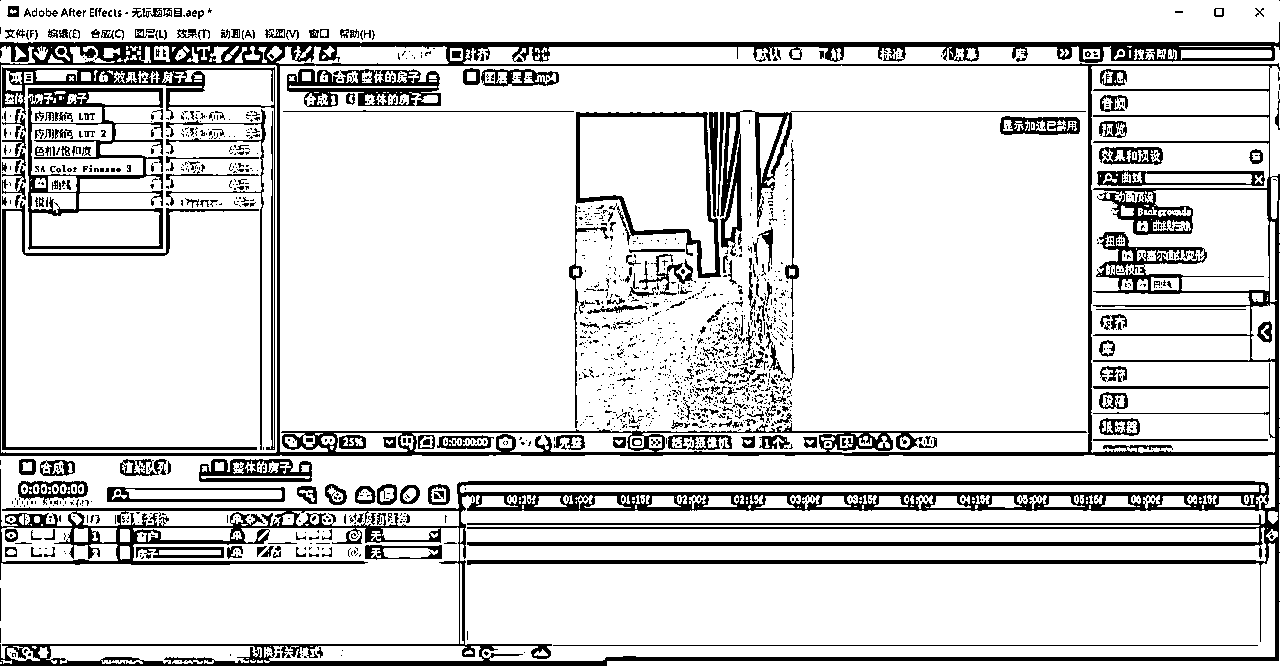 Adobe After Effects - 无标题项目.aep *
文件(F) 编辑(E) 合成(C) 图层(L) 效果(T) 动画(A) 视图(V) 窗口 帮助(H)
对齐 默认 了解 标准 小屏幕 库 搜索帮助
项目 效果控件 房子
合成 整体的房子
图层 星星.mp4
合成1 整体的房子
整体的房子 • 房子
应用颜色 LUT
应用颜色 LUT 2
色相/饱和度
SA Color Finesse 3
曲线
显示加速已禁用
信息
音频
预览
效果和预设
曲线
动画预设
Backgrounds
扭曲
贝塞尔曲线变形
颜色校正
曲线
对齐
库
字符
段落
跟踪器
25% 0:00:00:00 完整 活动摄像机 1个... +0.0
合成1 渲染队列 整体的房子
0:00:00:00
00:15f 01:00f 01:15f 02:00f 02:15f 03:00f 03:15f 04:00f 04:15f 05:00f 05:15f 06:00f 06:15f 07:00
图层名称 父级和链接
1 窗户 无
2 房子 无
切换开关/模式